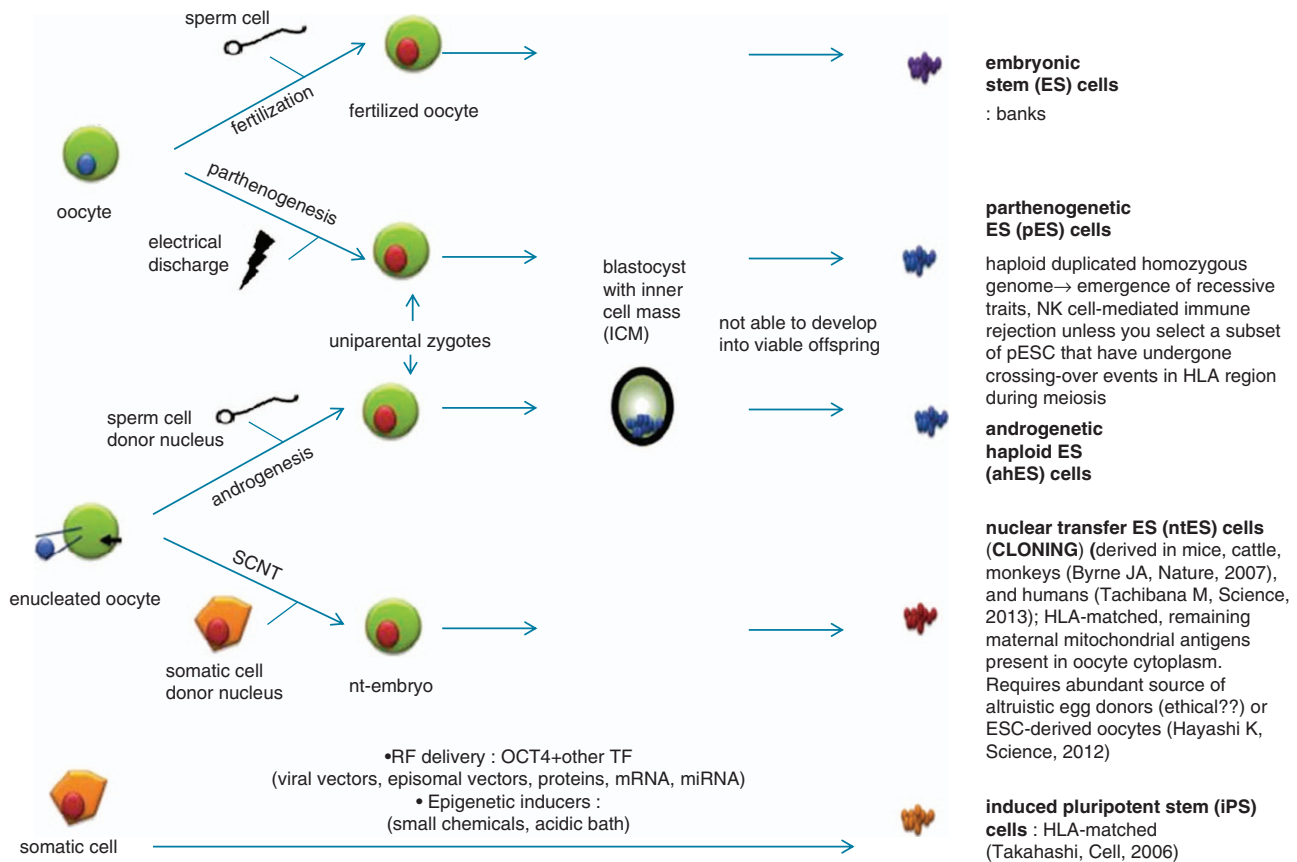 sperm cell
fertilization
fertilized oocyte
embryonic
stem (ES) cells
: banks
oocyte
parthenogenesis
electrical
discharge
parthenogenetic
ES (pES) cells
haploid duplicated homozygous
genome→ emergence of recessive
traits, NK cell-mediated immune
rejection unless you select a subset
of pESC that have undergone
crossing-over events in HLA region
during meiosis
uniparental zygotes
blastocyst
with inner
cell mass
(ICM)
not able to develop
into viable offspring
sperm cell
donor nucleus
androgenesis
androgenetic
haploid ES
(ahES) cells
enucleated oocyte
SCNT
somatic cell
donor nucleus
nt-embryo
nuclear transfer ES (ntES) cells
(CLONING) (derived in mice, cattle,
monkeys (Byrne JA, Nature, 2007),
and humans (Tachibana M, Science,
2013); HLA-matched, remaining
maternal mitochondrial antigens
present in oocyte cytoplasm.
Requires abundant source of
altruistic egg donors (ethical??) or
ESC-derived oocytes (Hayashi K,
Science, 2012)
•RF delivery : OCT4+other TF
(viral vectors, episomal vectors, proteins, mRNA, miRNA)
• Epigenetic inducers :
(small chemicals, acidic bath)
somatic cell
induced pluripotent stem (iPS)
cells : HLA-matched
(Takahashi, Cell, 2006)